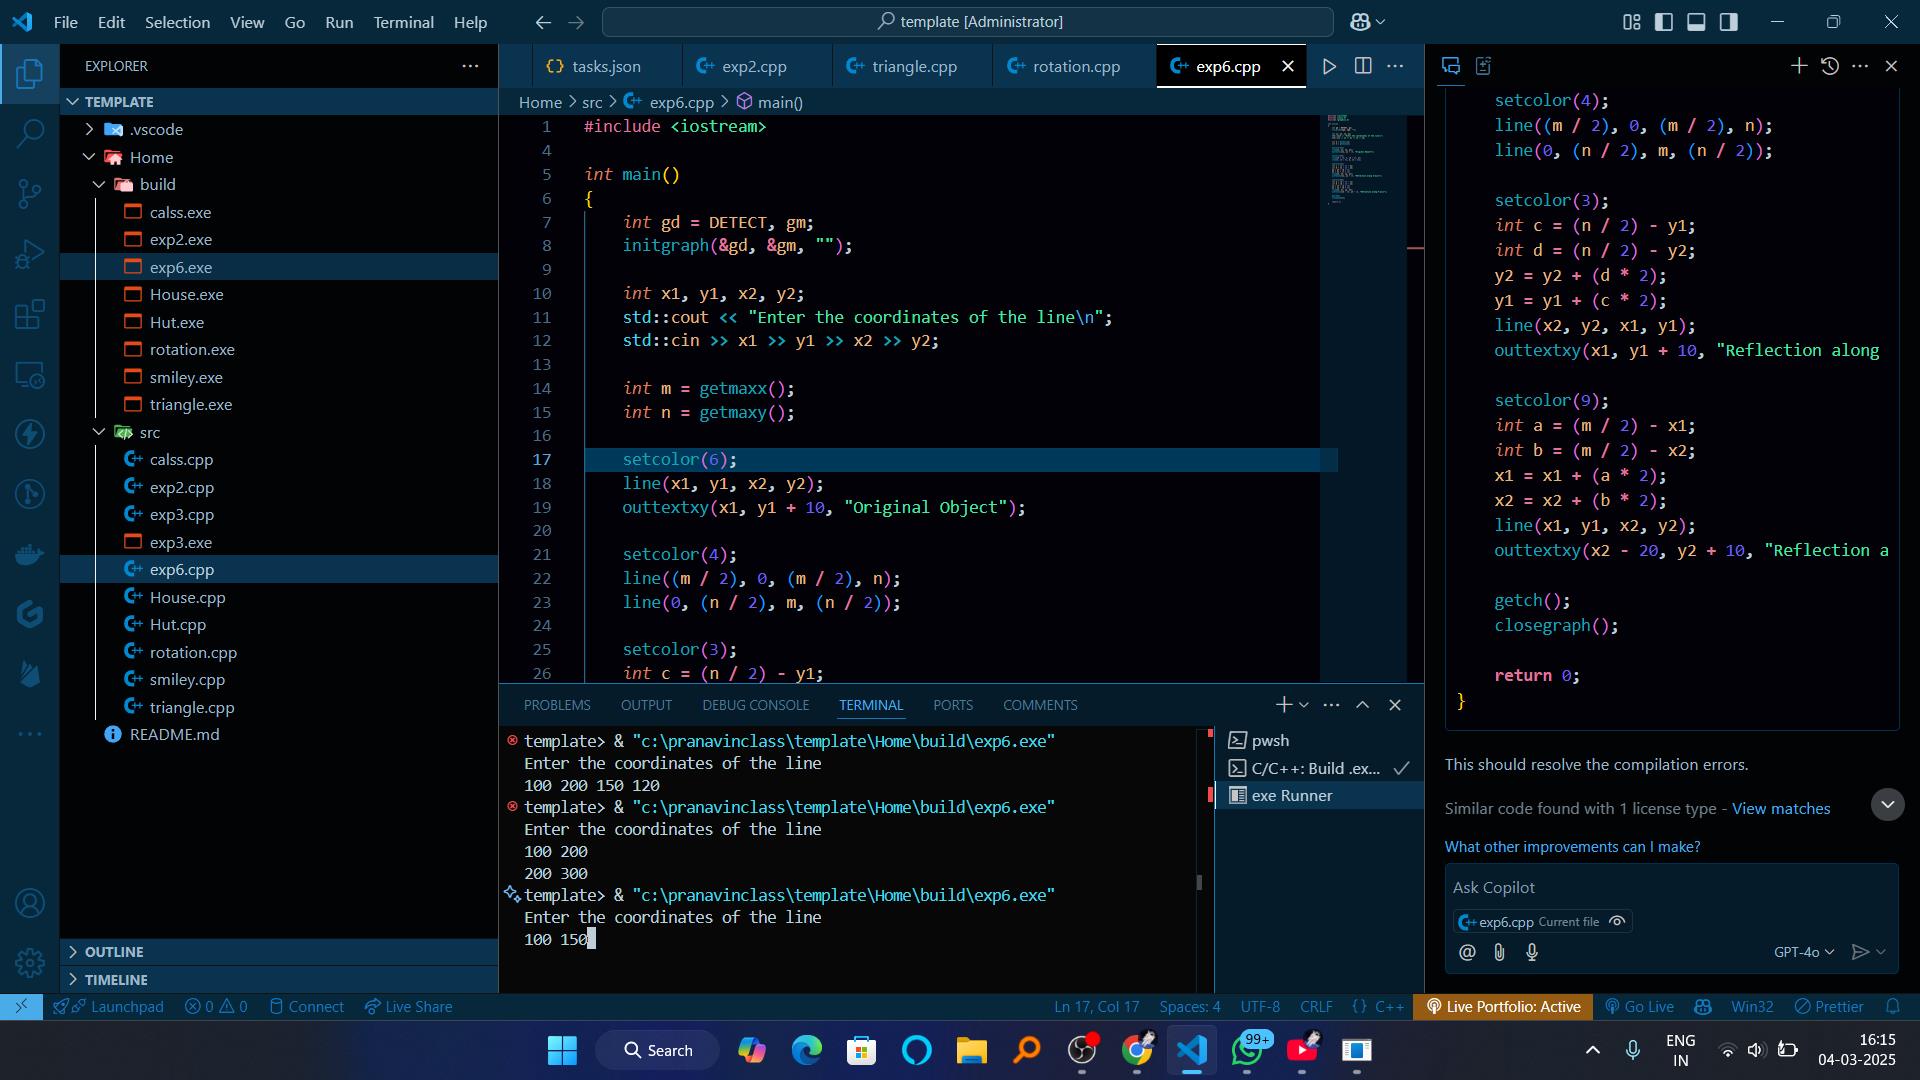 File Edit Selection View Go Run Terminal Help
template [Administrator]
EXPLORER
TEMPLATE
.vscode
Home
build
calss.exe
exp2.exe
exp6.exe
House.exe
Hut.exe
rotation.exe
smiley.exe
triangle.exe
src
calss.cpp
exp2.cpp
exp3.cpp
exp3.exe
exp6.cpp
House.cpp
Hut.cpp
rotation.cpp
smiley.cpp
triangle.cpp
README.md
OUTLINE
TIMELINE
tasks.json exp2.cpp triangle.cpp rotation.cpp exp6.cpp
Home > src > exp6.cpp > main()
1 #include <iostream>
4
5 int main()
6 {
7 int gd = DETECT, gm;
8 initgraph(&gd, &gm, "");
9
10 int x1, y1, x2, y2;
11 std::cout << "Enter the coordinates of the line\n";
12 std::cin >> x1 >> y1 >> x2 >> y2;
13
14 int m = getmaxx();
15 int n = getmaxy();
16
17 setcolor(6);
18 line(x1, y1, x2, y2);
19 outtextxy(x1, y1 + 10, "Original Object");
20
21 setcolor(4);
22 line((m / 2), 0, (m / 2), n);
23 line(0, (n / 2), m, (n / 2));
24
25 setcolor(3);
26 int c = (n / 2) - y1;
PROBLEMS OUTPUT DEBUG CONSOLE TERMINAL PORTS COMMENTS
template> & "c:\pranavinclass\template\Home\build\exp6.exe"
Enter the coordinates of the line
100 200 150 120
template> & "c:\pranavinclass\template\Home\build\exp6.exe"
Enter the coordinates of the line
100 200
200 300
template> & "c:\pranavinclass\template\Home\build\exp6.exe"
Enter the coordinates of the line
100 150
pwsh
C/C++: Build .ex...
exe Runner
setcolor(4);
line((m / 2), 0, (m / 2), n);
line(0, (n / 2), m, (n / 2));
setcolor(3);
int c = (n / 2) - y1;
int d = (n / 2) - y2;
y2 = y2 + (d * 2);
y1 = y1 + (c * 2);
line(x2, y2, x1, y1);
outtextxy(x1, y1 + 10, "Reflection along
setcolor(9);
int a = (m / 2) - x1;
int b = (m / 2) - x2;
x1 = x1 + (a * 2);
x2 = x2 + (b * 2);
line(x1, y1, x2, y2);
outtextxy(x2 - 20, y2 + 10, "Reflection a
getch();
closegraph();
return 0;
}
This should resolve the compilation errors.
Similar code found with 1 license type - View matches
What other improvements can I make?
Ask Copilot
exp6.cpp Current file
GPT-4o
Launchpad 0 0 Connect Live Share
Ln 17, Col 17 Spaces: 4 UTF-8 CRLF {} C++ Live Portfolio: Active Go Live Win32 Prettier
Search
99+
ENG
IN
16:15
04-03-2025